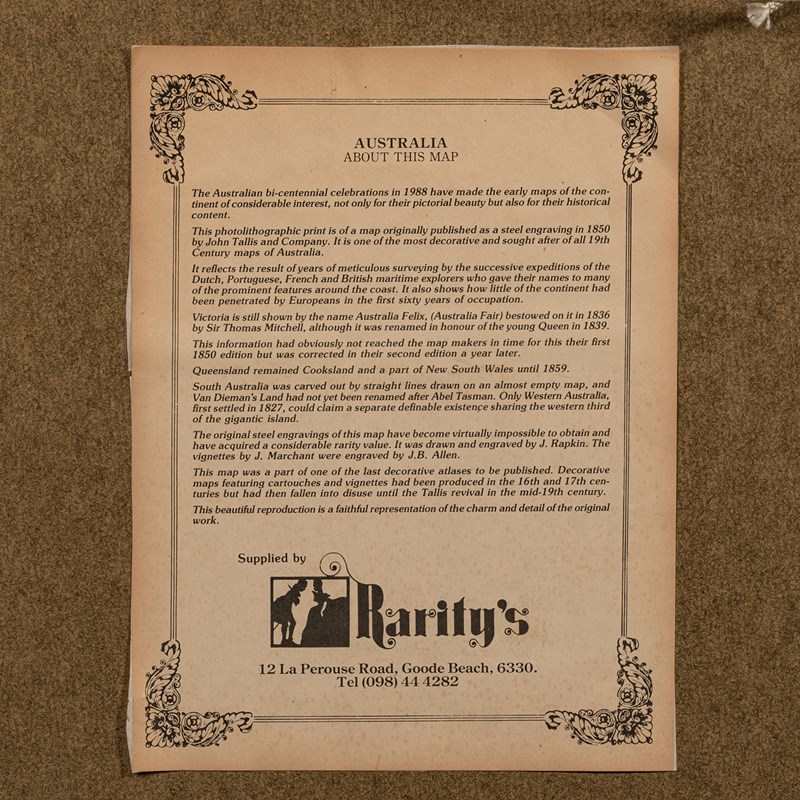 AUSTRALIA
ABOUT THIS MAP
The Australian bi-centennial celebrations in 1988 have made the early maps of the con-
tinent of considerable interest, not only for their pictorial beauty but also for their historical
content.
This photolithographic print is of a map originally published as a steel engraving in 1850
by John Tallis and Company. It is one of the most decorative and sought after of all 19th
Century maps of Australia.
It reflects the result of years of meticulous surveying by the successive expeditions of the
Dutch, Portuguese, French and British maritime explorers who gave their names to many
of the prominent features around the coast. It also shows how little of the continent had
been penetrated by Europeans in the first sixty years of occupation.
Victoria is still shown by the name Australia Felix, (Australia Fair) bestowed on it in 1836
by Sir Thomas Mitchell, although it was renamed in honour of the young Queen in 1839.
This information had obviously not reached the map makers in time for this their first
1850 edition but was corrected in their second edition a year later.
Queensland remained Cooksland and a part of New South Wales until 1859.
South Australia was carved out by straight lines drawn on an almost empty map, and
Van Dieman's Land had not yet been renamed after Abel Tasman. Only Western Australia,
first settled in 1827, could claim a separate definable existence sharing the western third
of the gigantic island.
The original steel engravings of this map have become virtually impossible to obtain and
have acquired a considerable rarity value. It was drawn and engraved by J. Rapkin. The
vignettes by J. Marchant were engraved by J.B. Allen.
This map was a part of one of the last decorative atlases to be published. Decorative
maps featuring cartouches and vignettes had been produced in the 16th and 17th cen-
turies but had then fallen into disuse until the Tallis revival in the mid-19th century.
This beautiful reproduction is a faithful representation of the charm and detail of the original
work.
Supplied by
Rarity's
12 La Perouse Road, Goode Beach, 6330.
Tel (098) 44 4282